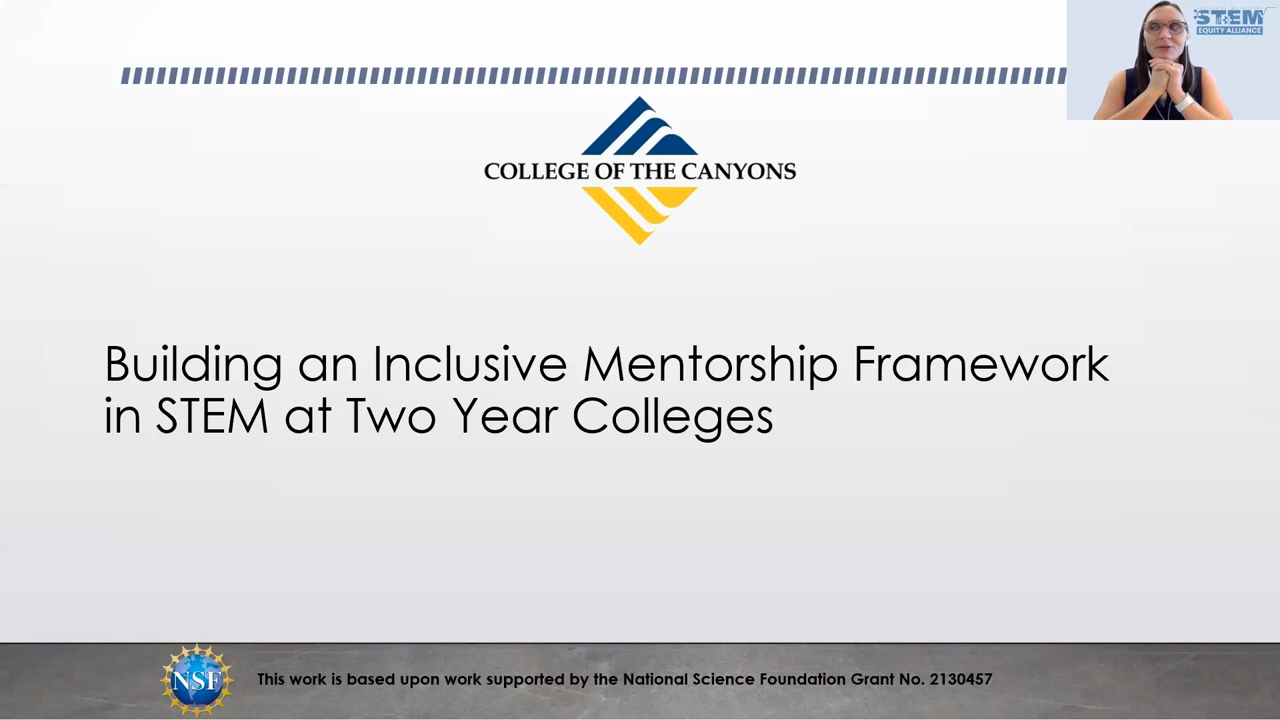 STEM
EQUITY ALLIANCE
COLLEGE OF THE CANYONS
Building an Inclusive Mentorship Framework
in STEM at Two Year Colleges
NSF
This work is based upon work supported by the National Science Foundation Grant No. 2130457